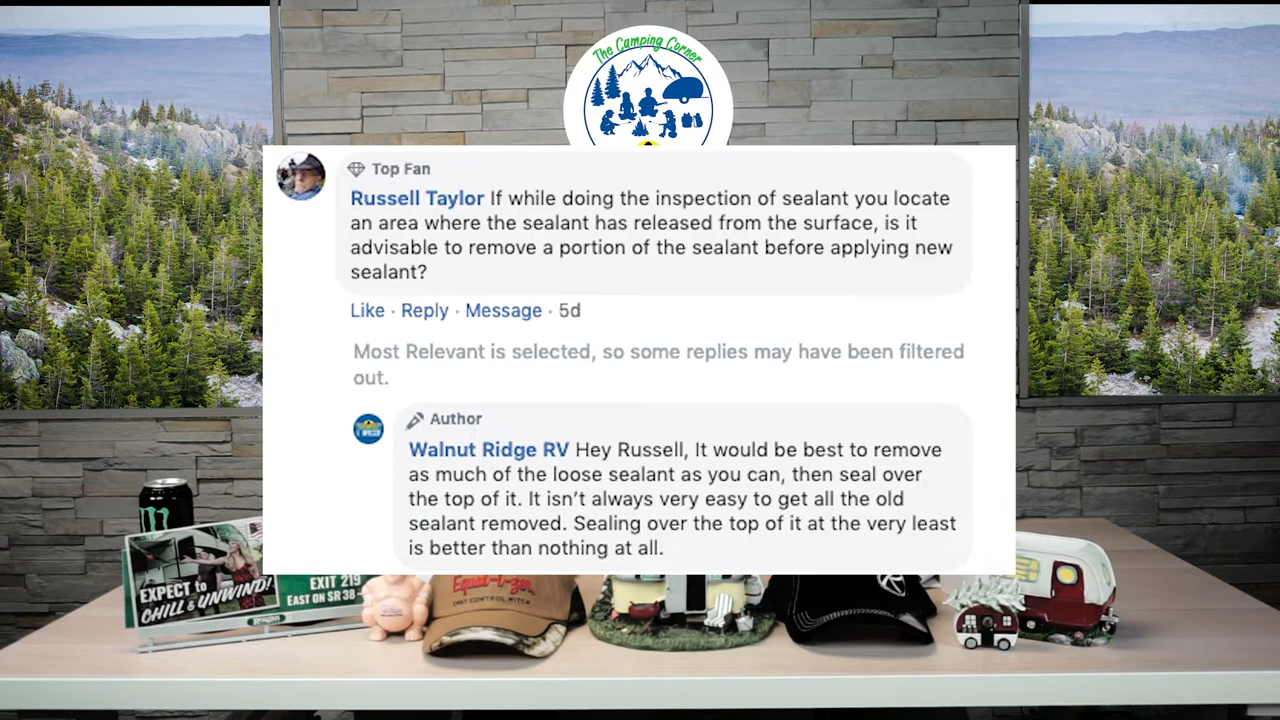 The Camping Corner
Top Fan
Russell Taylor If while doing the inspection of sealant you locate
an area where the sealant has released from the surface, is it
advisable to remove a portion of the sealant before applying new
sealant?
Like · Reply · Message · 5d
Most Relevant is selected, so some replies may have been filtered
out.
Author
Walnut Ridge RV Hey Russell, It would be best to remove
as much of the loose sealant as you can, then seal over
the top of it. It isn't always very easy to get all the old
sealant removed. Sealing over the top of it at the very least
is better than nothing at all.
EXPECT to
CHILL & UNWIND!
EXIT 219
EAST ON SR 38
Equal-i-zer
SWAY CONTROL HITCH